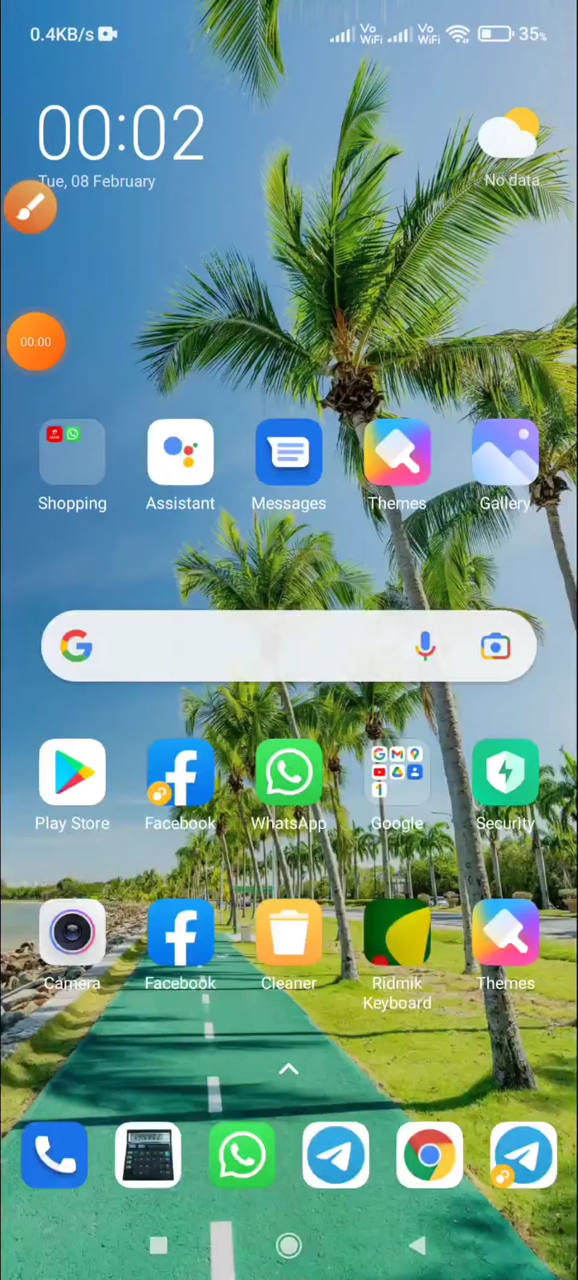 0.4KB/s
Vo
WiFi
Vo
WiFi
35%
00:02
Tue, 08 February
No data
00:00
Shopping
Assistant
Messages
Themes
Gallery
Play Store
Facebook
WhatsApp
Google
Security
Camera
Facebook
Cleaner
Ridmik
Keyboard
Themes